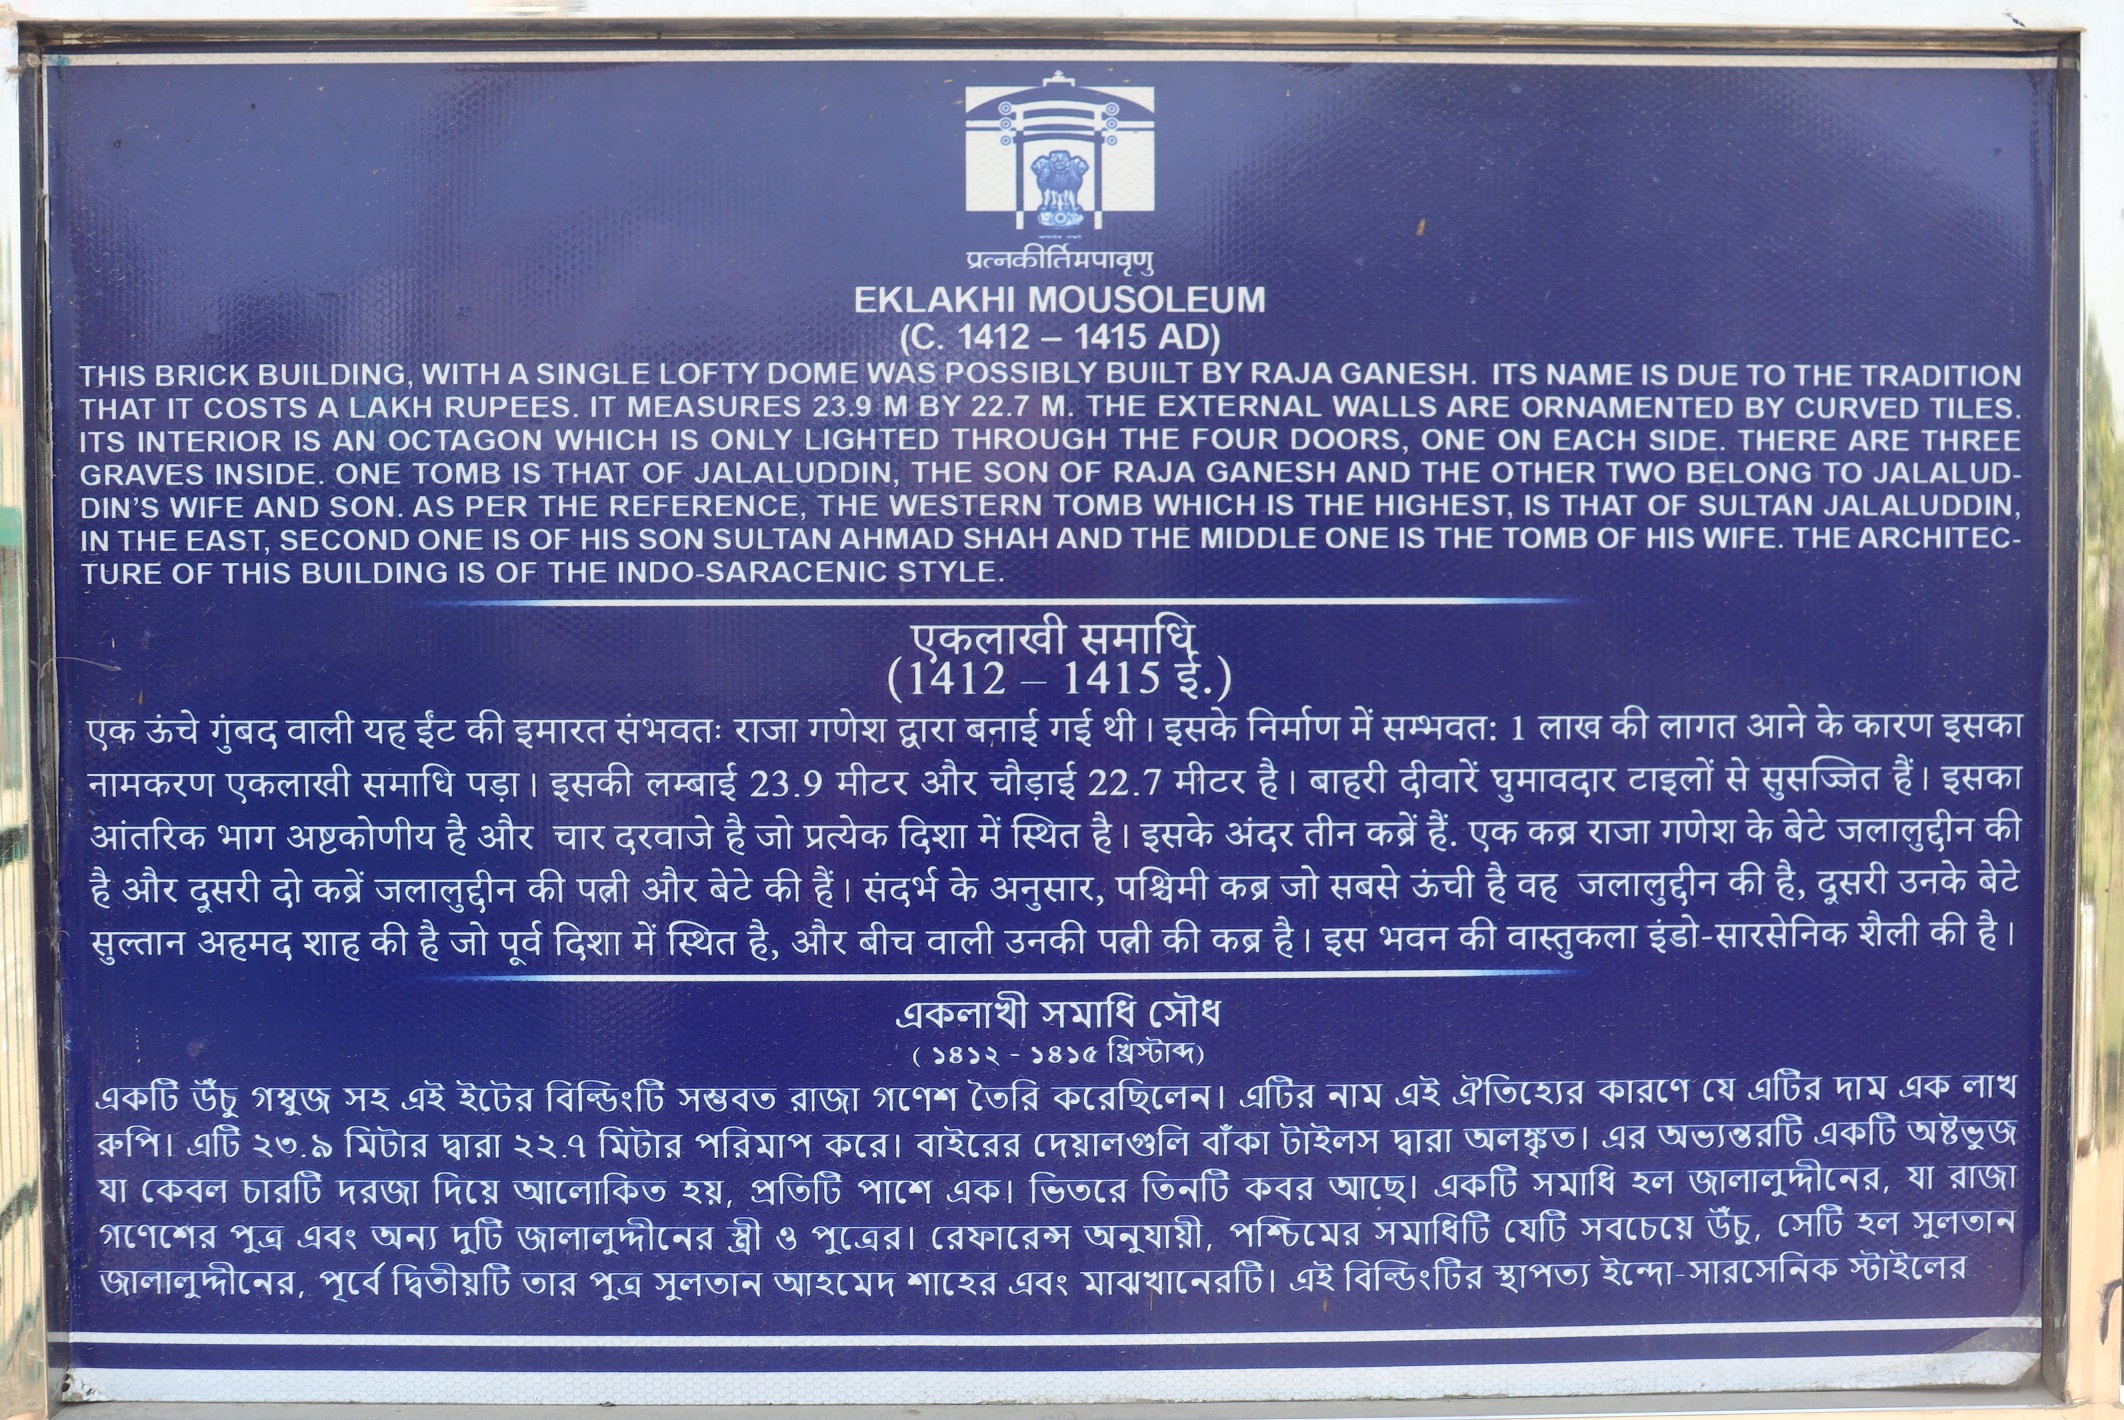 प्रत्नकीर्तिमपावृणु
EKLAKHI MOUSOLEUM
(C. 1412 – 1415 AD)
THIS BRICK BUILDING, WITH A SINGLE LOFTY DOME WAS POSSIBLY BUILT BY RAJA GANESH. ITS NAME IS DUE TO THE TRADITION
THAT IT COSTS A LAKH RUPEES. IT MEASURES 23.9 M BY 22.7 M. THE EXTERNAL WALLS ARE ORNAMENTED BY CURVED TILES.
ITS INTERIOR IS AN OCTAGON WHICH IS ONLY LIGHTED THROUGH THE FOUR DOORS, ONE ON EACH SIDE. THERE ARE THREE
GRAVES INSIDE. ONE TOMB IS THAT OF JALALUDDIN, THE SON OF RAJA GANESH AND THE OTHER TWO BELONG TO JALALUD-
DIN'S WIFE AND SON. AS PER THE REFERENCE, THE WESTERN TOMB WHICH IS THE HIGHEST, IS THAT OF SULTAN JALALUDDIN,
IN THE EAST, SECOND ONE IS OF HIS SON SULTAN AHMAD SHAH AND THE MIDDLE ONE IS THE TOMB OF HIS WIFE. THE ARCHITEC-
TURE OF THIS BUILDING IS OF THE INDO-SARACENIC STYLE.
एकलाखी समाधि
(1412 – 1415 ई.)
एक ऊंचे गुंबद वाली यह ईंट की इमारत संभवतः राजा गणेश द्वारा बनाई गई थी। इसके निर्माण में सम्भवत: 1 लाख की लागत आने के कारण इसका
नामकरण एकलाखी समाधि पड़ा। इसकी लम्बाई 23.9 मीटर और चौड़ाई 22.7 मीटर है। बाहरी दीवारें घुमावदार टाइलों से सुसज्जित हैं। इसका
आंतरिक भाग अष्टकोणीय है और चार दरवाजे है जो प्रत्येक दिशा में स्थित है। इसके अंदर तीन कब्रें हैं. एक कब्र राजा गणेश के बेटे जलालुद्दीन की
है और दुसरी दो कब्रें जलालुद्दीन की पत्नी और बेटे की हैं। संदर्भ के अनुसार, पश्चिमी कब्र जो सबसे ऊंची है वह जलालुद्दीन की है, दुसरी उनके बेटे
सुल्तान अहमद शाह की है जो पूर्व दिशा में स्थित है, और बीच वाली उनकी पत्नी की कब्र है। इस भवन की वास्तुकला इंडो-सारसेनिक शैली की है।
একলাখী সমাধি সৌধ
( ১৪১২ - ১৪১৫ খ্রিস্টাব্দ)
একটি উঁচু গম্বুজ সহ এই ইটের বিল্ডিংটি সম্ভবত রাজা গণেশ তৈরি করেছিলেন। এটির নাম এই ঐতিহ্যের কারণে যে এটির দাম এক লাখ
রুপি। এটি ২৩.৯ মিটার দ্বারা ২২.৭ মিটার পরিমাপ করে। বাইরের দেয়ালগুলি বাঁকা টাইলস দ্বারা অলঙ্কৃত। এর অভ্যন্তরটি একটি অষ্টভুজ
যা কেবল চারটি দরজা দিয়ে আলোকিত হয়, প্রতিটি পাশে এক। ভিতরে তিনটি কবর আছে। একটি সমাধি হল জালালুদ্দীনের, যা রাজা
গণেশের পুত্র এবং অন্য দুটি জালালুদ্দীনের স্ত্রী ও পুত্রের। রেফারেন্স অনুযায়ী, পশ্চিমের সমাধিটি যেটি সবচেয়ে উঁচু, সেটি হল সুলতান
জালালুদ্দীনের, পূর্বে দ্বিতীয়টি তার পুত্র সুলতান আহমেদ শাহের এবং মাঝখানেরটি। এই বিল্ডিংটির স্থাপত্য ইন্দো-সারসেনিক স্টাইলের